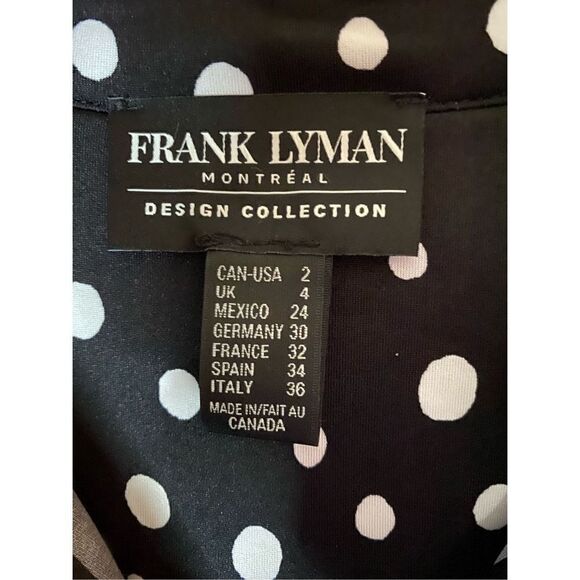 FRANK LYMAN
MONTRÉAL
DESIGN COLLECTION
CAN-USA 2
UK 4
MEXICO 24
GERMANY 30
FRANCE 32
SPAIN 34
ITALY 36
MADE IN/FAIT AU
CANADA